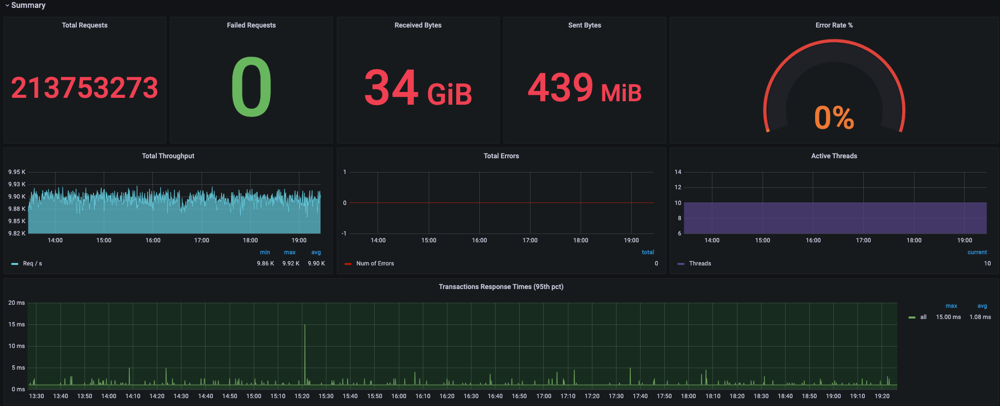 Summary
Total Requests
213753273
Failed Requests
0
Received Bytes
34 GiB
Sent Bytes
439 MiB
Error Rate %
0%
Total Throughput
9.95 K
9.93 K
9.90 K
9.88 K
9.85 K
9.82 K
14:00 15:00 16:00 17:00 18:00 19:00
min max avg
Req / s 9.86 K 9.92 K 9.90 K
Total Errors
1
0
-1
14:00 15:00 16:00 17:00 18:00 19:00
total
Num of Errors 0
Active Threads
14
12
10
8
6
14:00 15:00 16:00 17:00 18:00 19:00
current
Threads 10
Transactions Response Times (95th pct)
20 ms
15 ms
10 ms
5 ms
0 ms
13:30 13:40 13:50 14:00 14:10 14:20 14:30 14:40 14:50 15:00 15:10 15:20 15:30 15:40 15:50 16:00 16:10 16:20 16:30 16:40 16:50 17:00 17:10 17:20 17:30 17:40 17:50 18:00 18:10 18:20 18:30 18:40 18:50 19:00 19:10 19:20
max avg
all 15.00 ms 1.08 ms